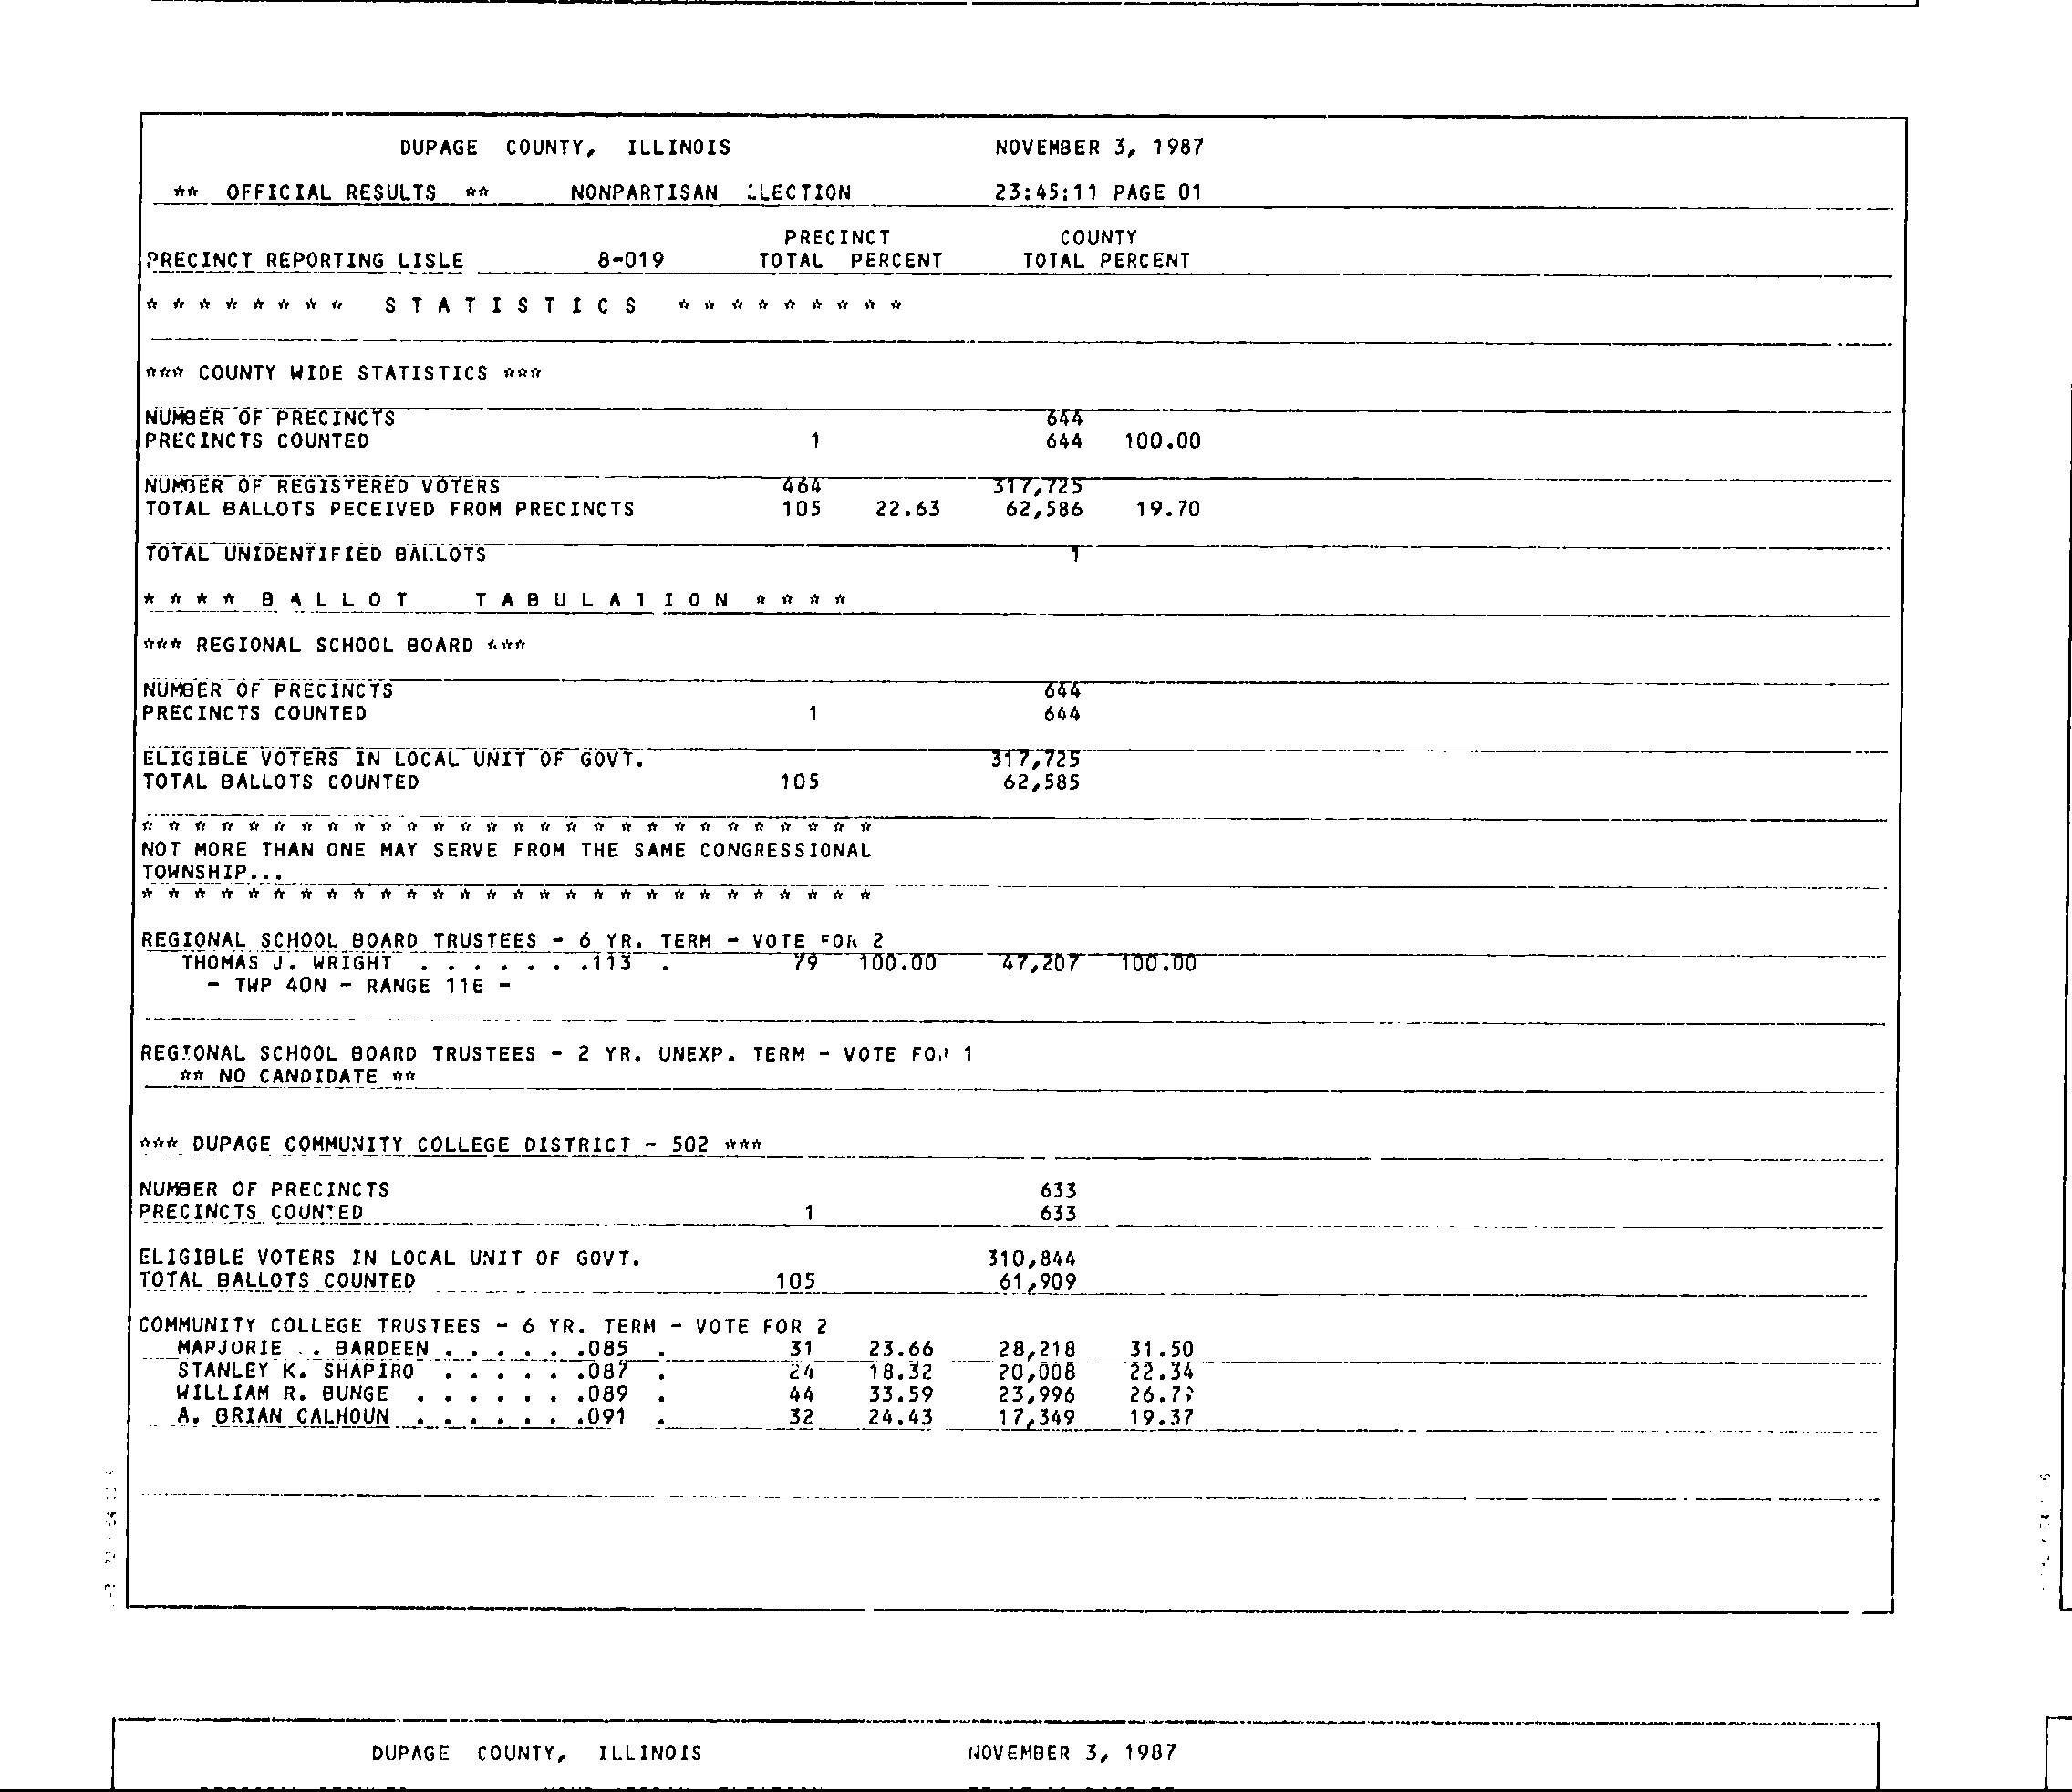 DUPAGE COUNTY, ILLINOIS NOVEMBER 3, 1987
** OFFICIAL RESULTS ** NONPARTISAN 23:45:11 PAGE 01
PRECINCT COUNTY
PRECINCT REPORTING LISLE 8-019 TOTAL PERCENT TOTAL PERCENT
* * * * * * * * S T A T I S T I C S * * * * * * * * *
*** COUNTY WIDE STATISTICS ***
NUMBER OF PRECINCTS 644
PRECINCTS COUNTED 1 644 100.00
NUMBER OF REGISTERED VOTERS 464 317,725
TOTAL BALLOTS PECEIVED FROM PRECINCTS 105 22.63 62,586 19.70
TOTAL UNIDENTIFIED BALLOTS 1
* * * * B A L L O T T A B U L A T I O N * * * *
*** REGIONAL SCHOOL BOARD ***
NUMBER OF PRECINCTS 644
PRECINCTS COUNTED 1 644
ELIGIBLE VOTERS IN LOCAL UNIT OF GOVT. 317,725
TOTAL BALLOTS COUNTED 105 62,585
* * * * * * * * * * * * * * * * * * * * * * * * * * * *
NOT MORE THAN ONE MAY SERVE FROM THE SAME CONGRESSIONAL
TOWNSHIP...
* * * * * * * * * * * * * * * * * * * * * * * * * * * *
REGIONAL SCHOOL BOARD TRUSTEES - 6 YR. TERM - VOTE FOR 2
THOMAS J. WRIGHT . . . . . . .113 . 79 100.00 47,207 100.00
- TWP 40N - RANGE 11E -
REGIONAL SCHOOL BOARD TRUSTEES - 2 YR. UNEXP. TERM - VOTE FOR 1
** NO CANDIDATE **
*** DUPAGE COMMUNITY COLLEGE DISTRICT - 502 ***
NUMBER OF PRECINCTS 633
PRECINCTS COUNTED 1 633
ELIGIBLE VOTERS IN LOCAL UNIT OF GOVT. 310,844
TOTAL BALLOTS COUNTED 105 61,909
COMMUNITY COLLEGE TRUSTEES - 6 YR. TERM - VOTE FOR 2
MAPJORIE BARDEEN . . . . . .085 . 31 23.66 28,218 31.50
STANLEY K. SHAPIRO . . . . . .087 . 24 18.32 20,008 22.34
WILLIAM R. BUNGE . . . . . . .089 . 44 33.59 23,996
A. BRIAN CALHOUN . . . . . . .091 . 32 24.43 17,349 19.37
DUPAGE COUNTY, ILLINOIS NOVEMBER 3, 1987